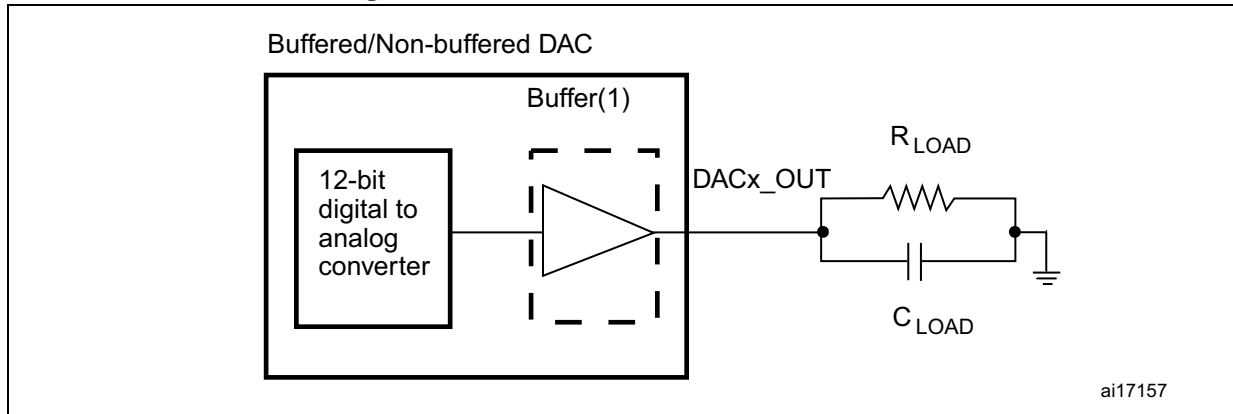 Buffered/Non-buffered DAC
Buffer(1)
12-bit
digital to
analog
converter
DACx_OUT
R LOAD
C LOAD
ai17157